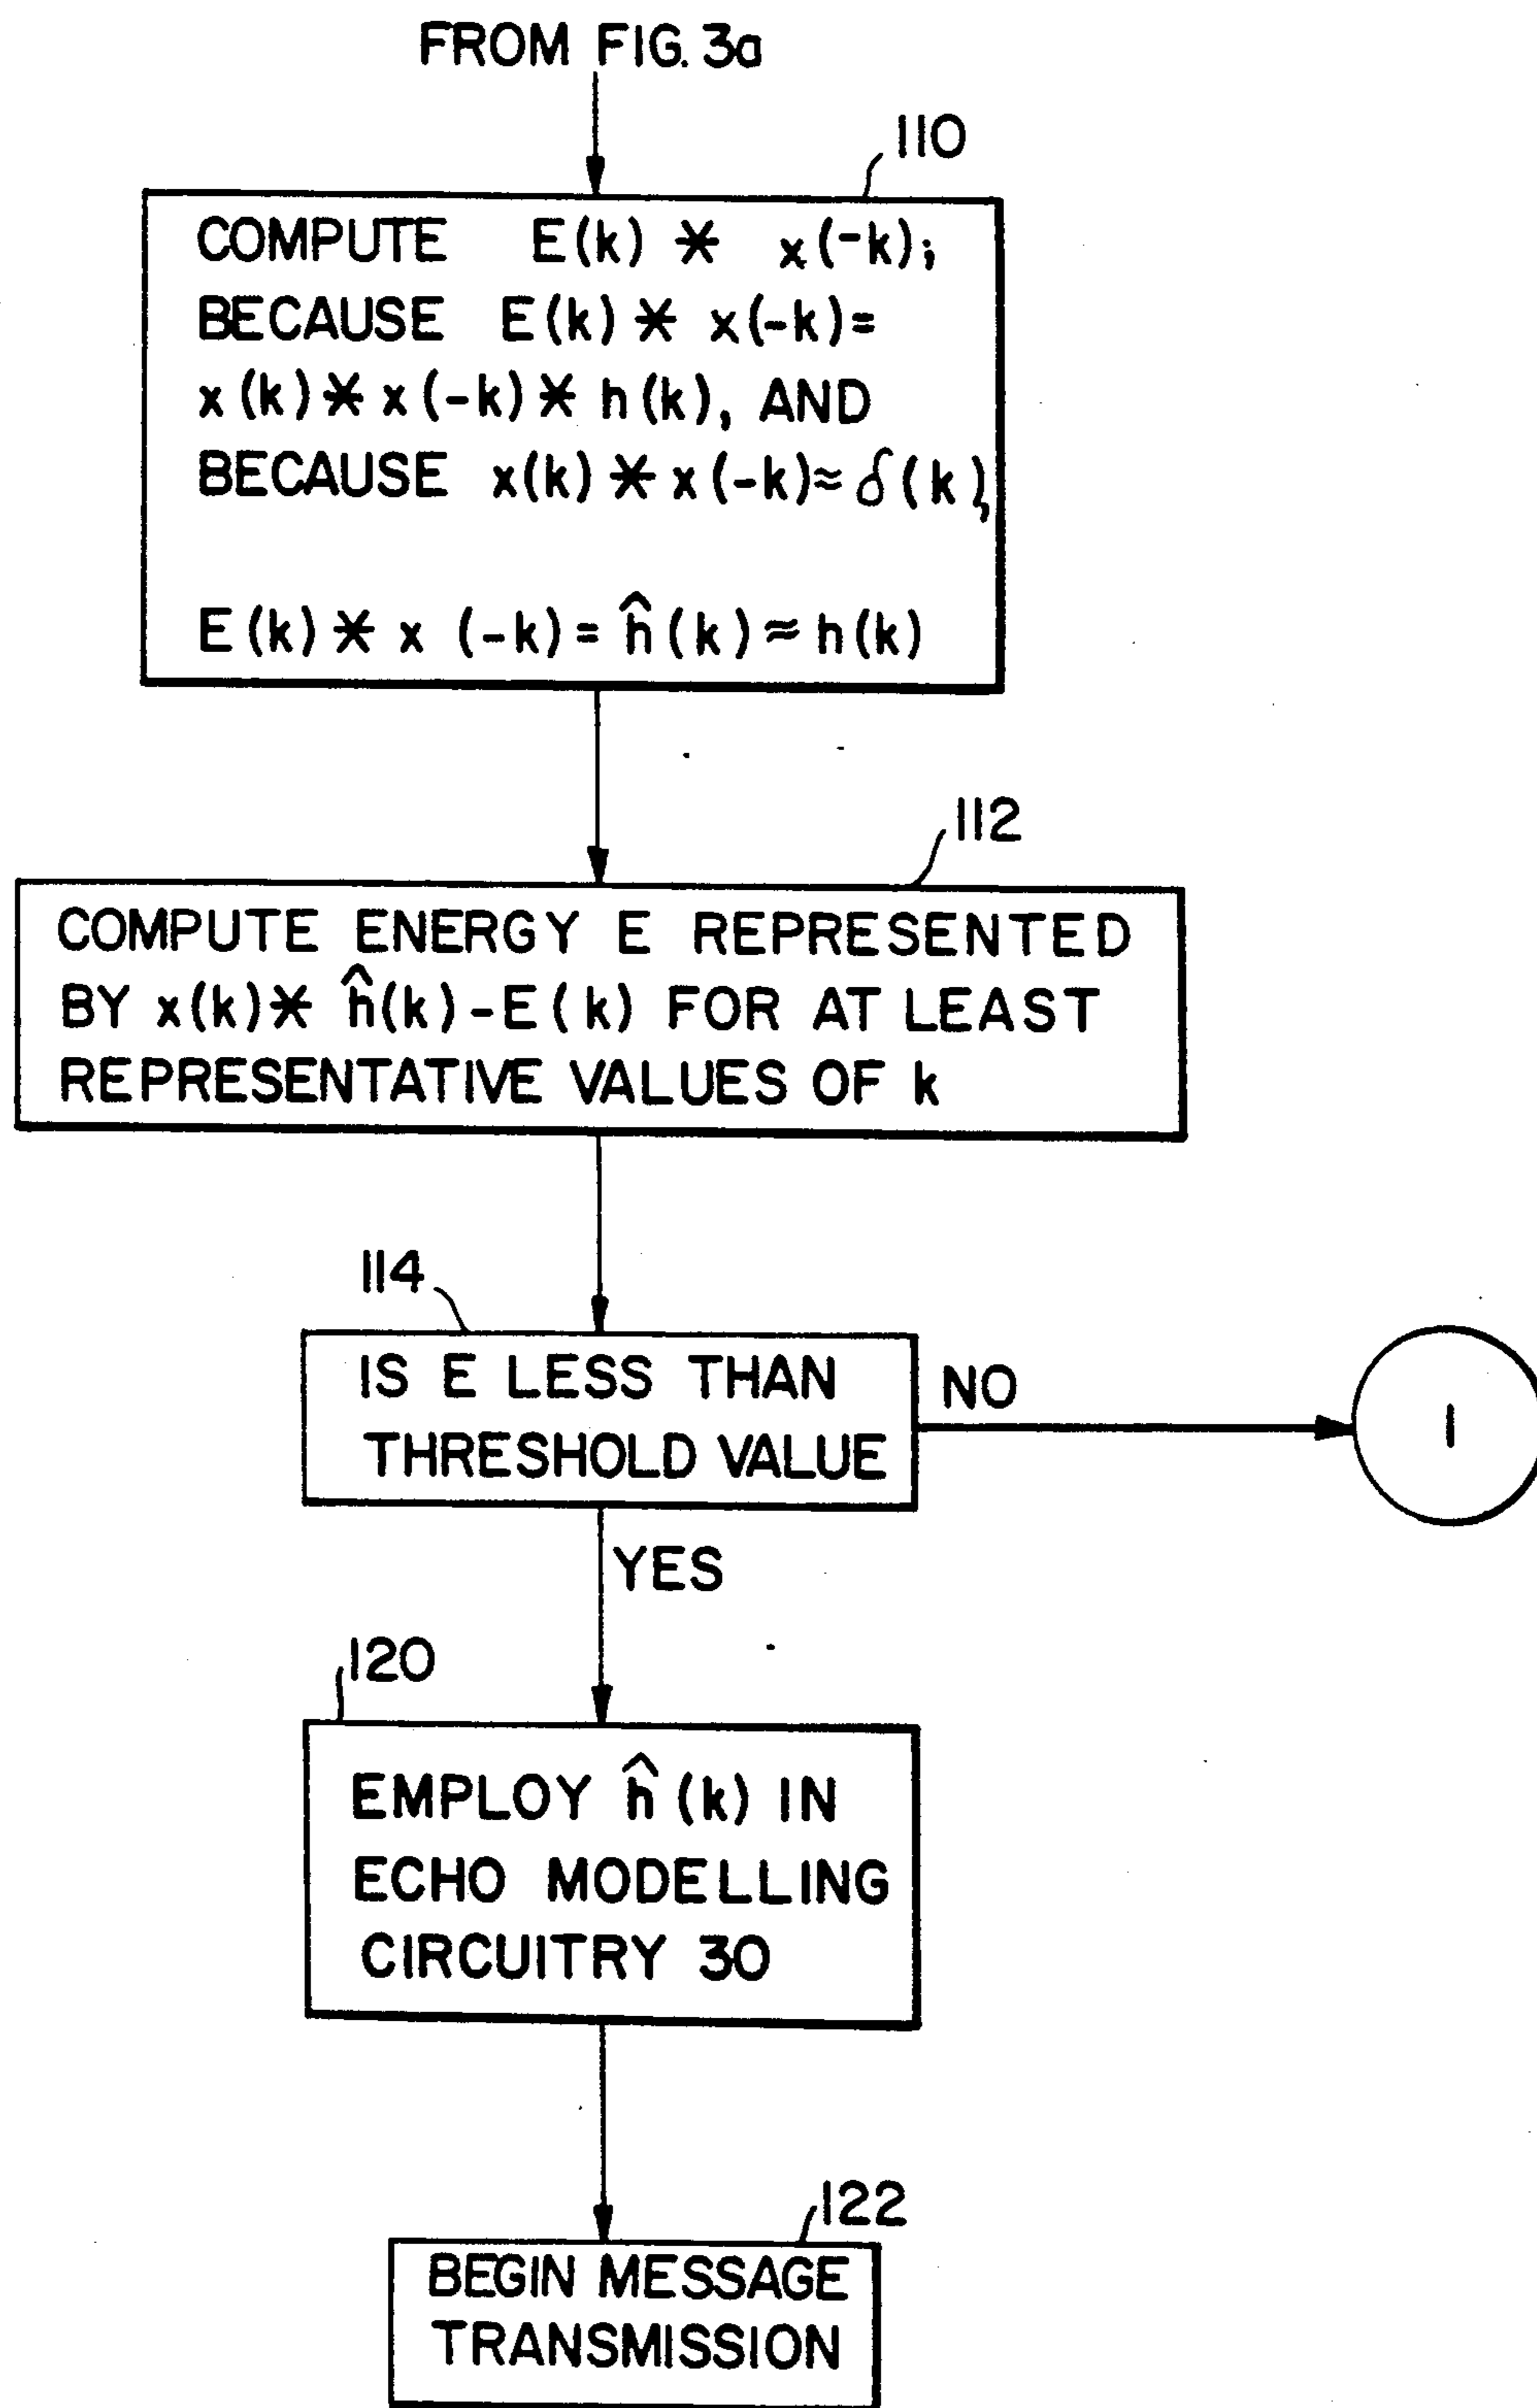 FROM FIG. 3a
110
COMPUTE E(k) * x(-k);
BECAUSE E(k) * x(-k)=
x(k) * x(-k) * h(k), AND
BECAUSE x(k) * x(-k)≈δ(k),
E(k) * x (-k)= ĥ(k)≈h(k)
112
COMPUTE ENERGY E REPRESENTED
BY x(k)* ĥ(k)-E(k) FOR AT LEAST
REPRESENTATIVE VALUES OF k
114
IS E LESS THAN
THRESHOLD VALUE
NO
1
YES
120
EMPLOY ĥ(k) IN
ECHO MODELLING
CIRCUITRY 30
122
BEGIN MESSAGE
TRANSMISSION